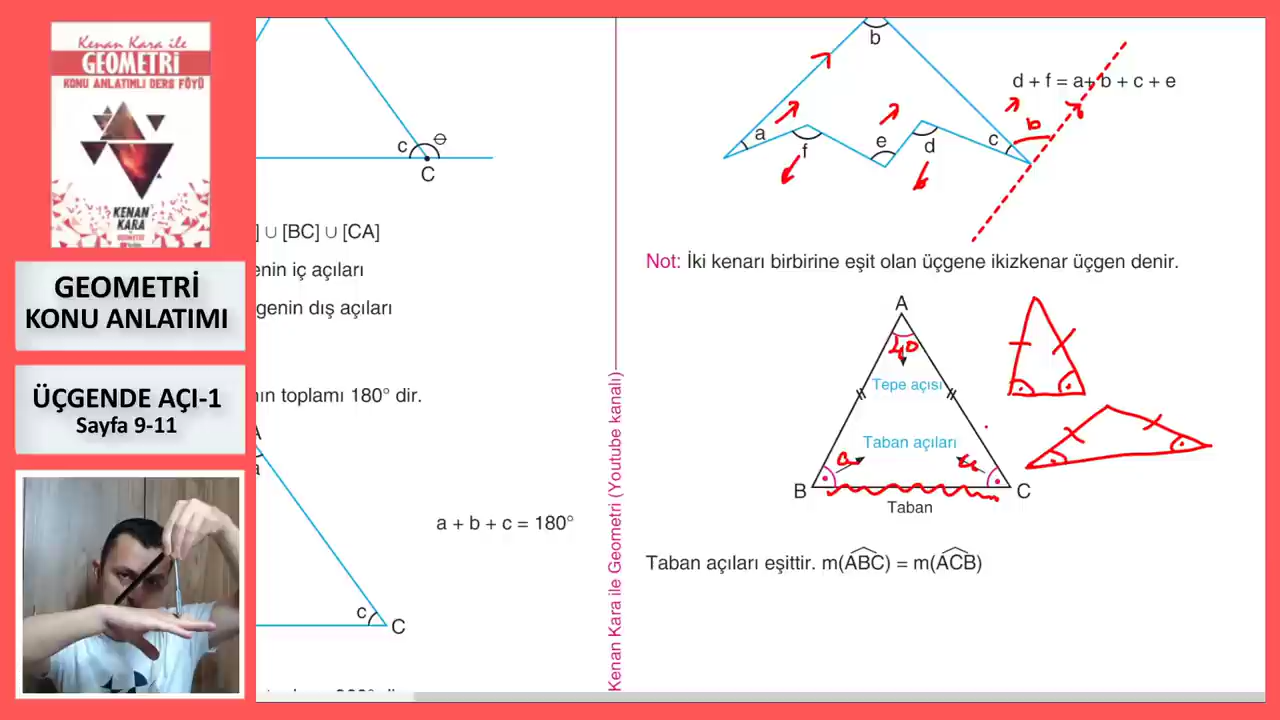 Kenan Kara ile
GEOMETRİ
KONU ANLATIMLI DERS FÖYÜ
KENAN
KARA
GEOMETRİ
KONU ANLATIMI
ÜÇGENDE AÇI-1
Sayfa 9-11
c
C
] ∪ [BC] ∪ [CA]
enin iç açıları
genin dış açıları
nın toplamı 180° dir.
A
a
a + b + c = 180°
c
C
Kenan Kara ile Geometri (Youtube kanalı)
b
d + f = a + b + c + e
b
a
f
e
d
c
Not: İki kenarı birbirine eşit olan üçgene ikizkenar üçgen denir.
A
40
Tepe açısı
Taban açıları
a
a
B
C
Taban
Taban açıları eşittir. m(ABC) = m(ACB)